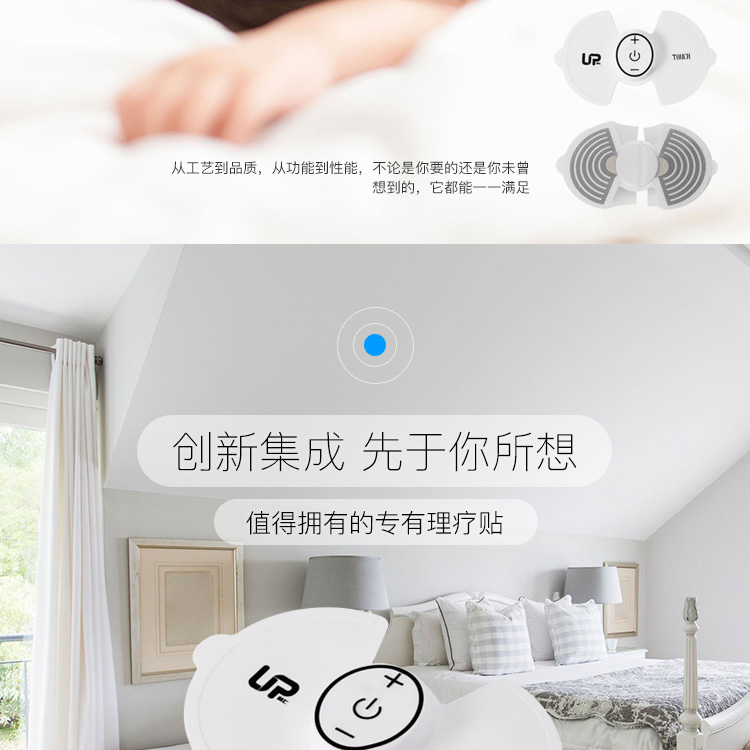 UP
TOUCH
从工艺到品质，从功能到性能，不论是你要的还是你未曾
想到的，它都能一一满足
创新集成 先于你所想
值得拥有的专有理疗贴
UP